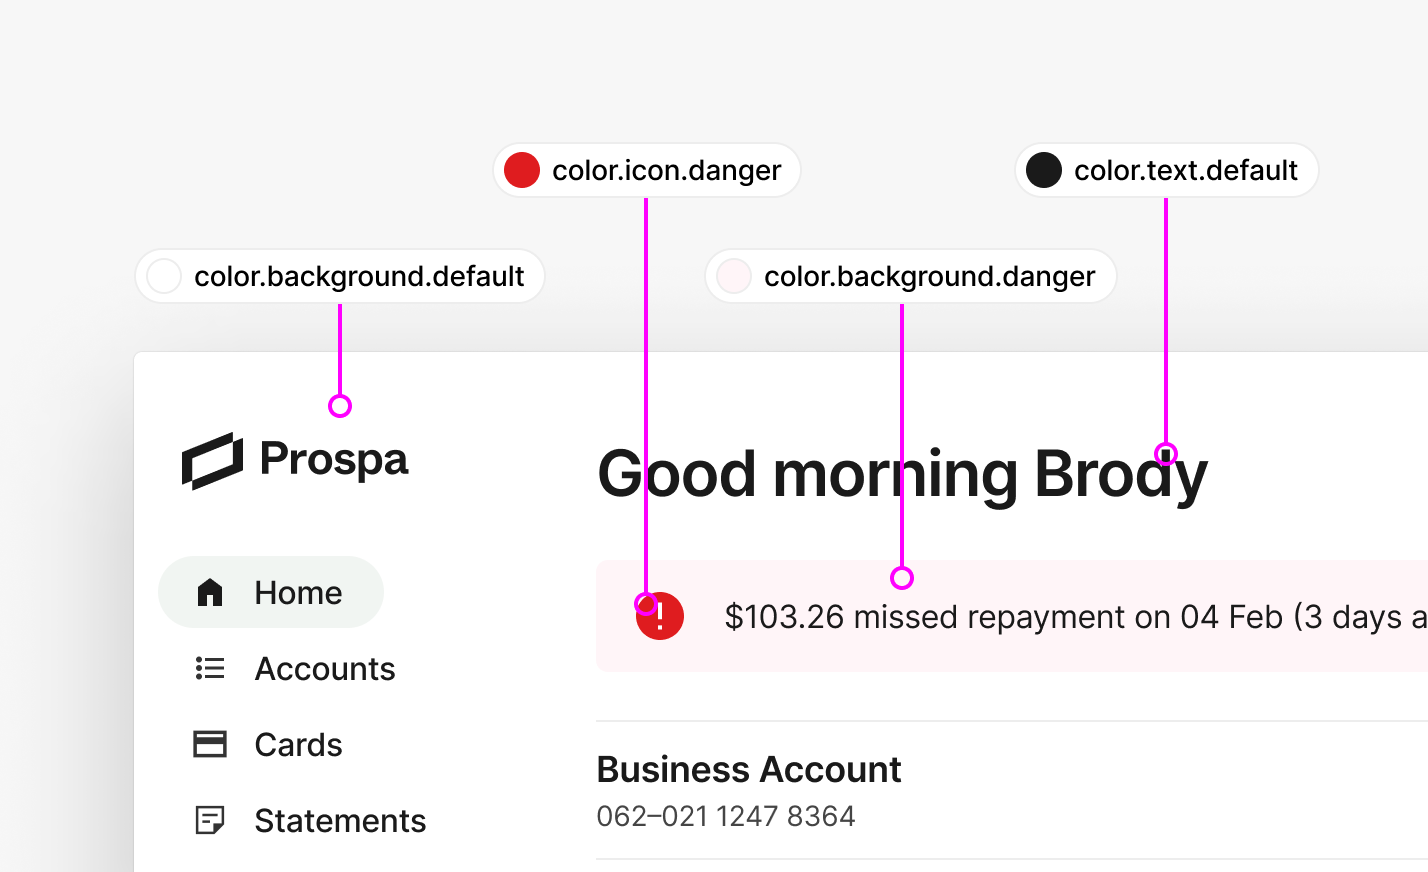 color.icon.danger
color.text.default
color.background.default
color.background.danger
Prospa
Good morning Brody
Home
$103.26 missed repayment on 04 Feb (3 days a
Accounts
Cards
Business Account
062–021 1247 8364
Statements